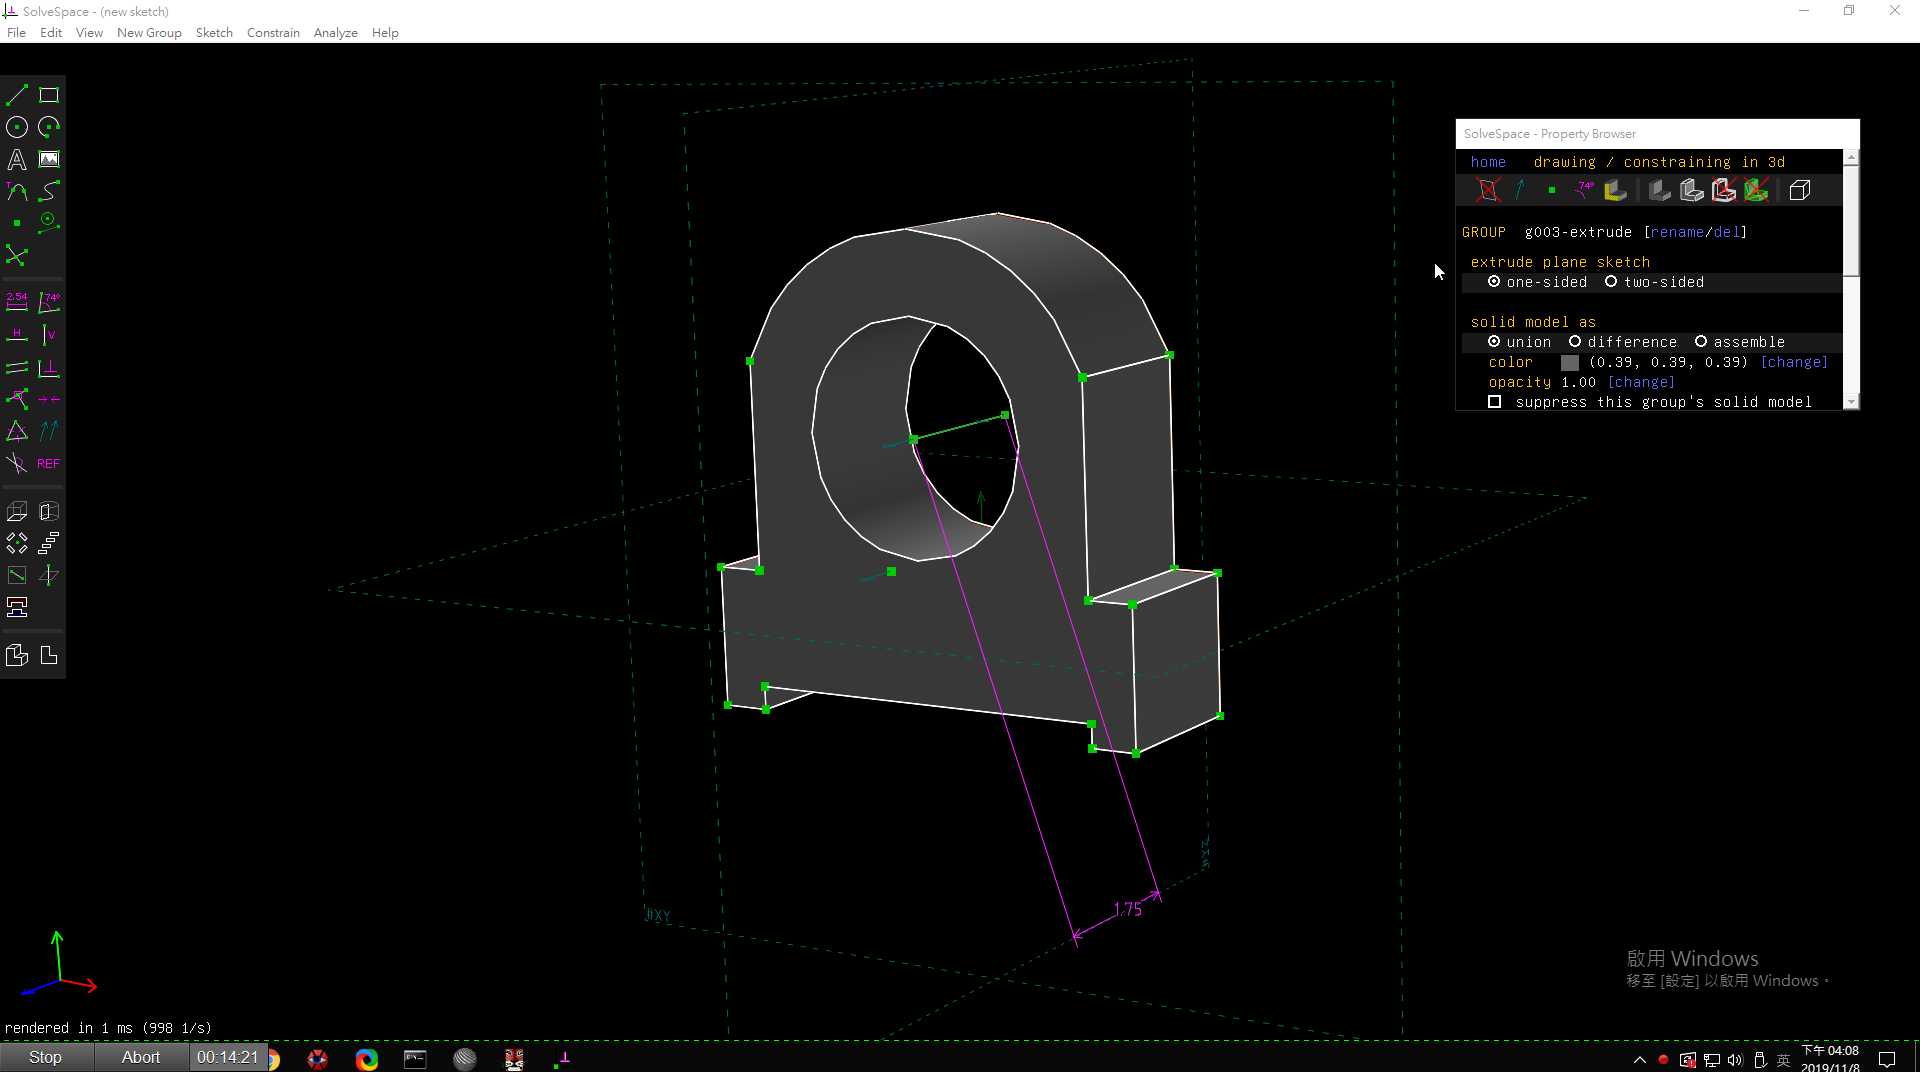 SolveSpace - (new sketch)
File Edit View New Group Sketch Constrain Analyze Help
SolveSpace - Property Browser
home drawing / constraining in 3d
74°
GROUP g003-extrude [rename/del]
extrude plane sketch
one-sided two-sided
solid model as
union difference assemble
color (0.39, 0.39, 0.39) [change]
opacity 1.00 [change]
suppress this group's solid model
2.54 74°
H V
REF
1.75
#XY
啟用 Windows
移至 [設定] 以啟用 Windows。
rendered in 1 ms (998 1/s)
Stop Abort 00:14:21
英
下午 04:08
2019/11/8